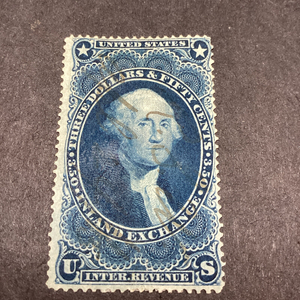 UNITED STATES
THREE DOLLARS & FIFTY CENTS
3.50 · INLAND EXCHANGE · 3.50
U S
INTER. REVENUE